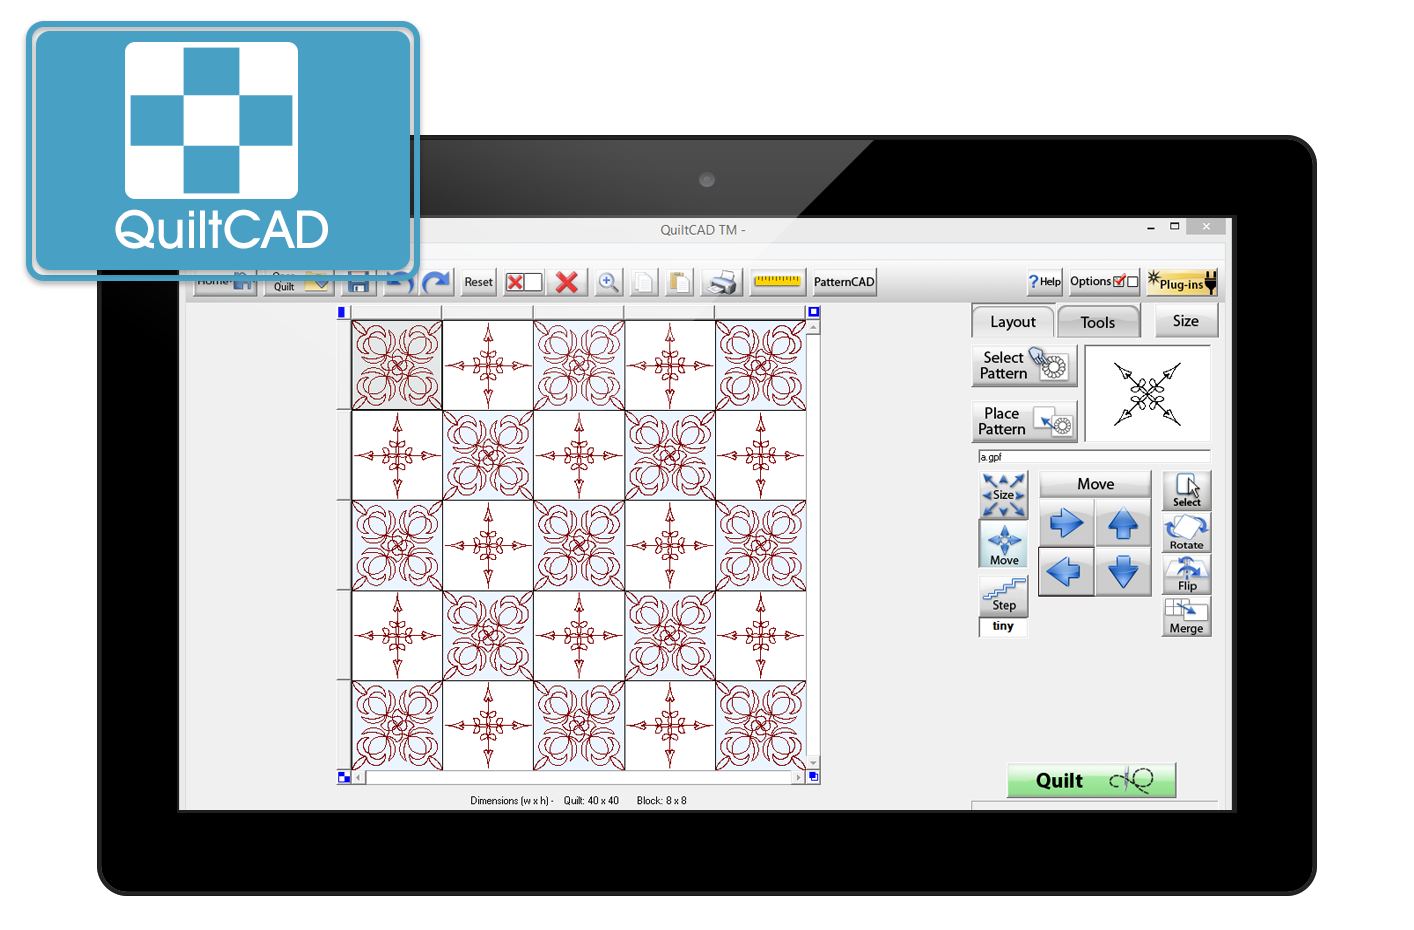 QuiltCAD
QuiltCAD TM -
Home
Open
Quilt
Reset
PatternCAD
?Help
Options
Plug-ins
Layout
Tools
Size
Select
Pattern
Place
Pattern
a.gpf
Size
Move
Select
Move
Rotate
Flip
Step
tiny
Merge
Quilt
Dimensions (w x h) - Quilt: 40 x 40 Block: 8 x 8